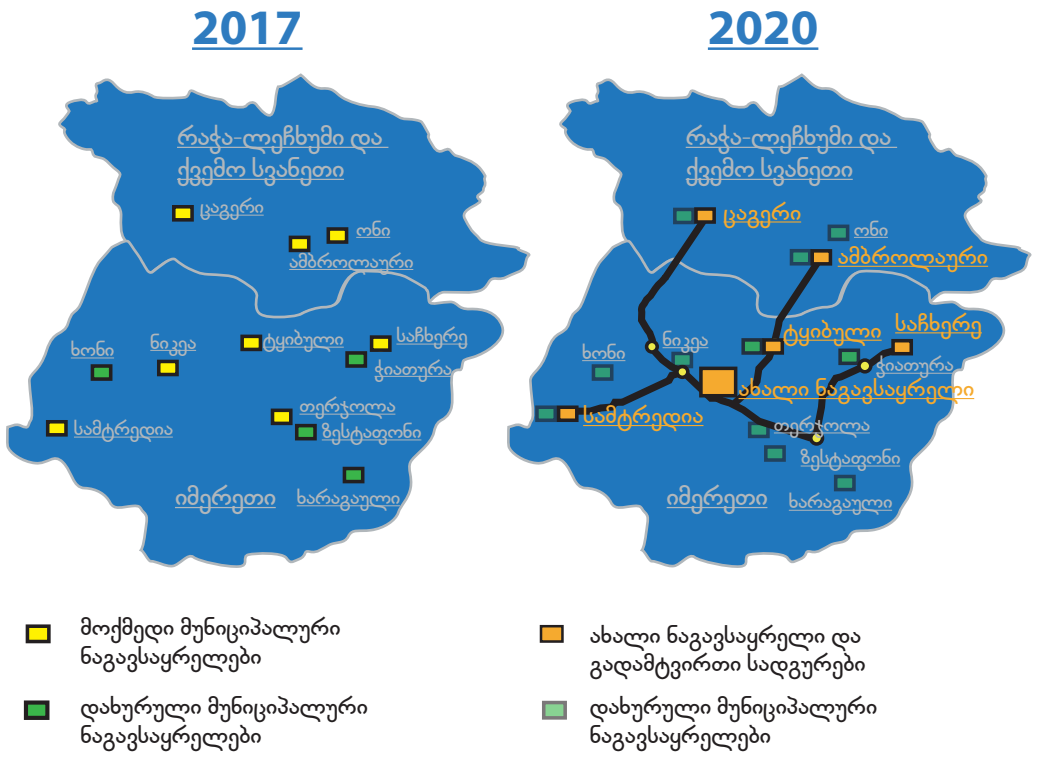 2017
რაჭა-ლეჩხუმი და
ქვემო სვანეთი
ცაგერი
ონი
ამბროლაური
ხონი
ნიკეა
ტყიბული
საჩხერე
ჭიათურა
სამტრედია
თერჯოლა
ზესტაფონი
იმერეთი
ხარაგაული
მოქმედი მუნიციპალური
ნაგავსაყრელები
დახურული მუნიციპალური
ნაგავსაყრელები
2020
რაჭა-ლეჩხუმი და
ქვემო სვანეთი
ცაგერი
ონი
ამბროლაური
ხონი
ნიკეა
ტყიბული
საჩხერე
ჭიათურა
ახალი ნაგავსაყრელი
სამტრედია
თერჯოლა
ზესტაფონი
იმერეთი
ხარაგაული
ახალი ნაგავსაყრელი და
გადამტვირთი სადგურები
დახურული მუნიციპალური
ნაგავსაყრელები